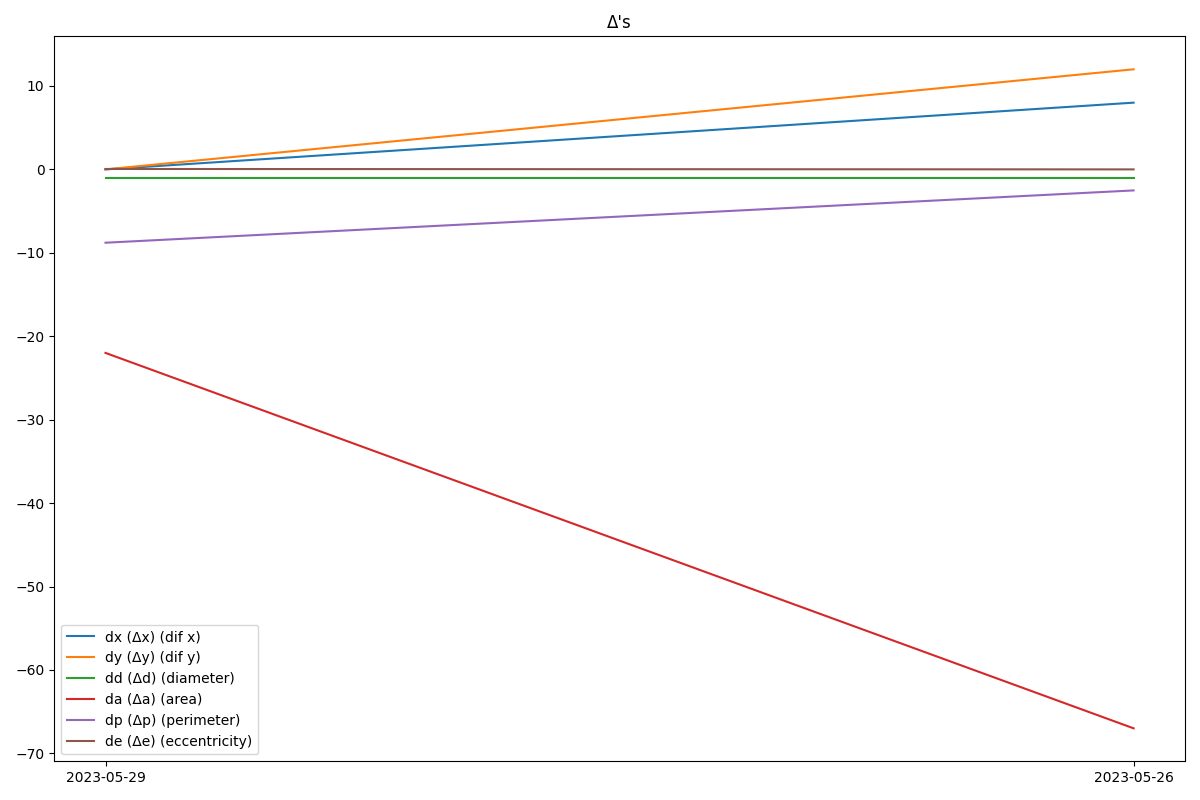 Δ's
10
0
−10
−20
−30
−40
−50
−60
−70
dx (Δx) (dif x)
dy (Δy) (dif y)
dd (Δd) (diameter)
da (Δa) (area)
dp (Δp) (perimeter)
de (Δe) (eccentricity)
2023-05-29 2023-05-26